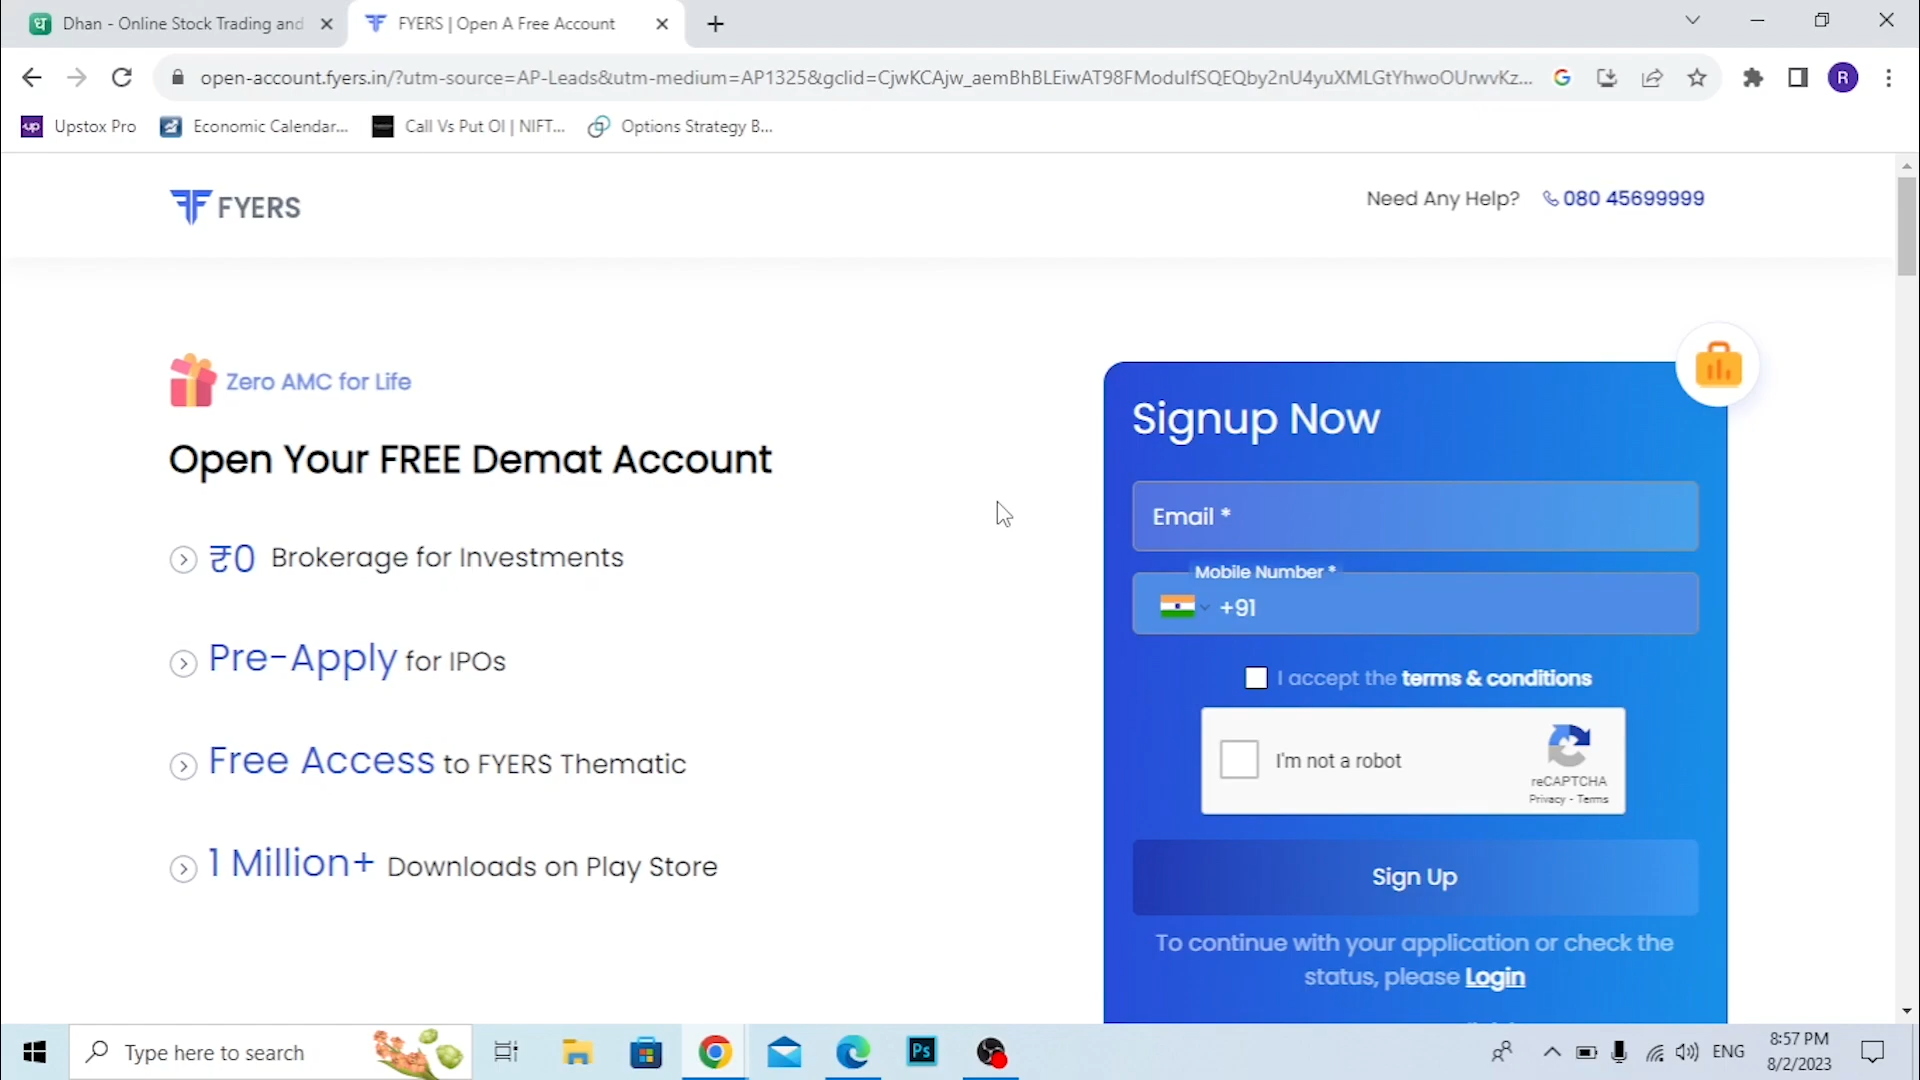 Dhan - Online Stock Trading and
FYERS | Open A Free Account
open-account.fyers.in/?utm-source=AP-Leads&utm-medium=AP1325&gclid=CjwKCAjw_aemBhBLEiwAT98FModuIfSQEQby2nU4yuXMLGtYhwoOUrwvKz...
G
R
up Upstox Pro
Economic Calendar...
Call Vs Put OI | NIFT...
Options Strategy B...
FYERS
Need Any Help? 080 45699999
Zero AMC for Life
Open Your FREE Demat Account
₹0 Brokerage for Investments
Pre-Apply for IPOs
Free Access to FYERS Thematic
1 Million+ Downloads on Play Store
Signup Now
Email *
Mobile Number *
+91
I accept the terms & conditions
I'm not a robot
reCAPTCHA
Privacy - Terms
Sign Up
To continue with your application or check the
status, please Login
Type here to search
Ps
ENG
8:57 PM
8/2/2023